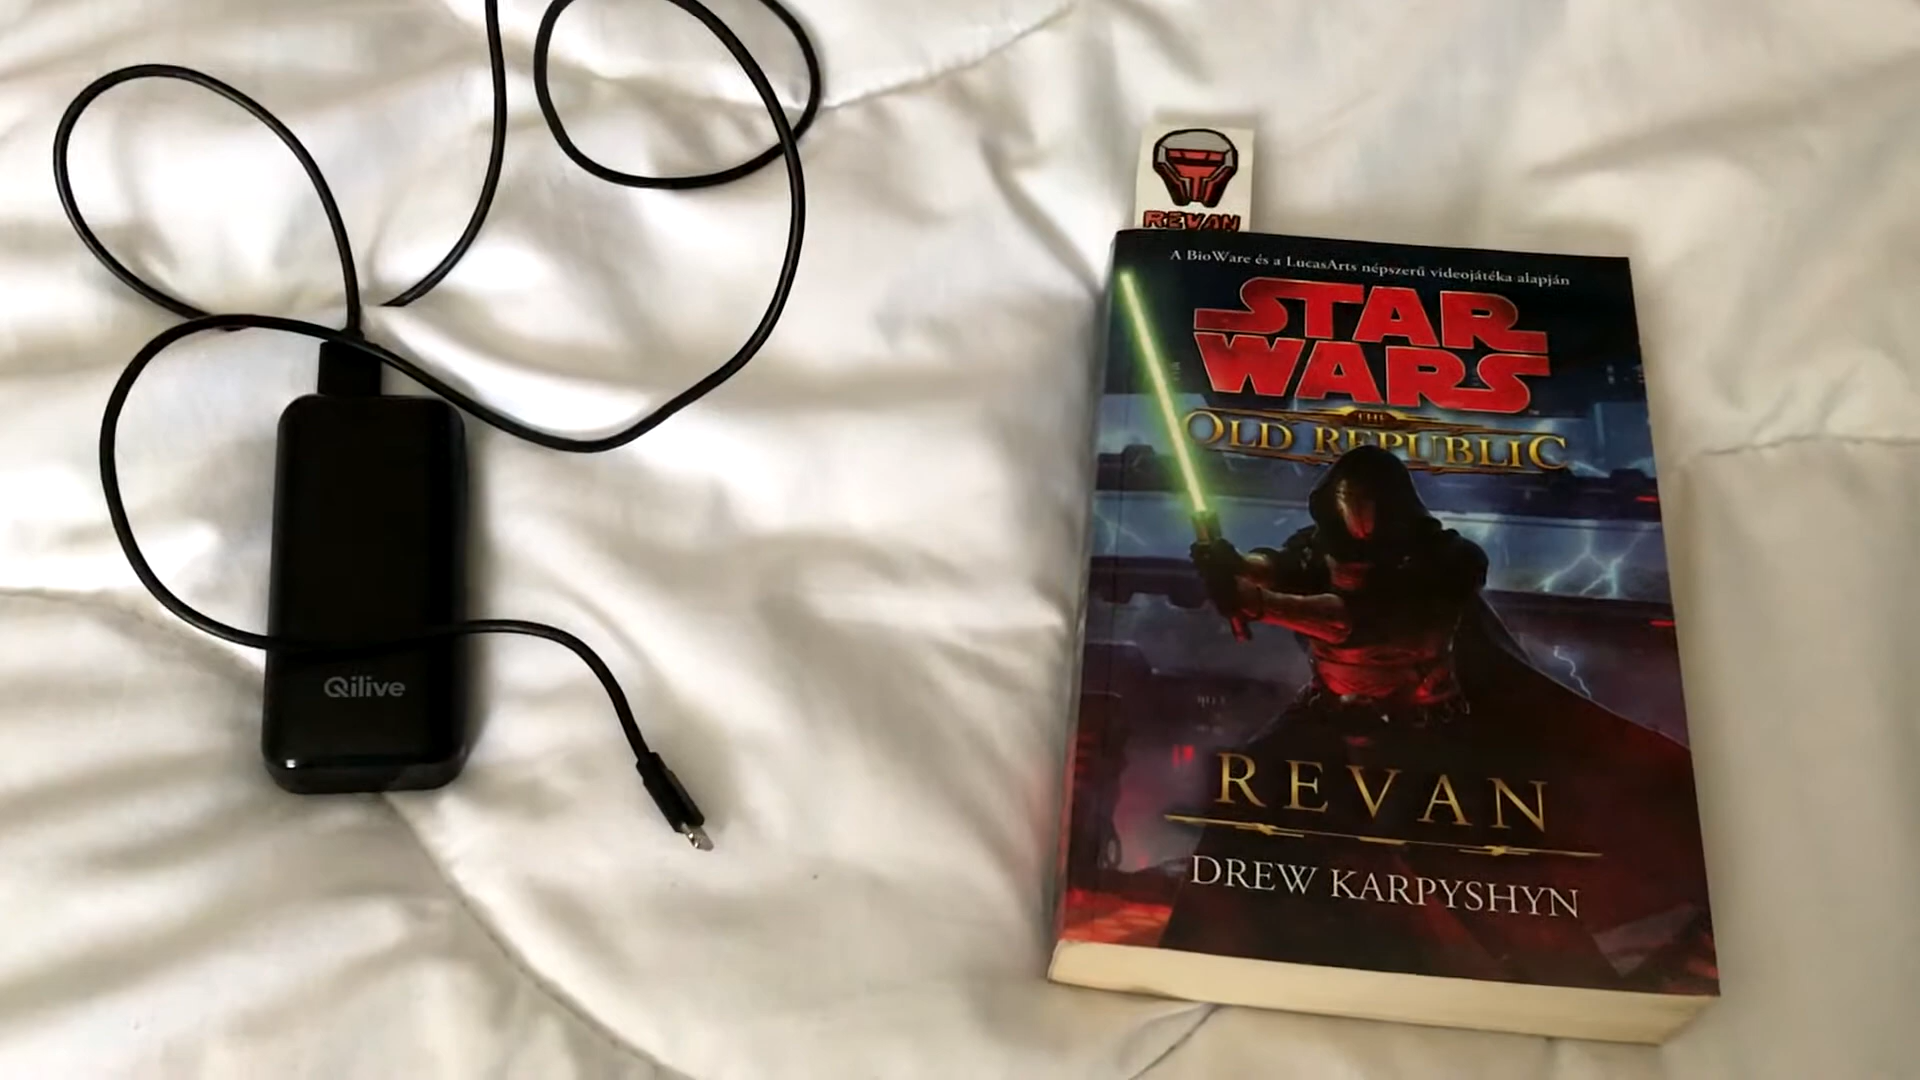 REVAN
A BioWare és a LucasArts népszerű videojátéka alapján
STAR
WARS
THE
OLD REPUBLIC
REVAN
DREW KARPYSHYN
Qilive